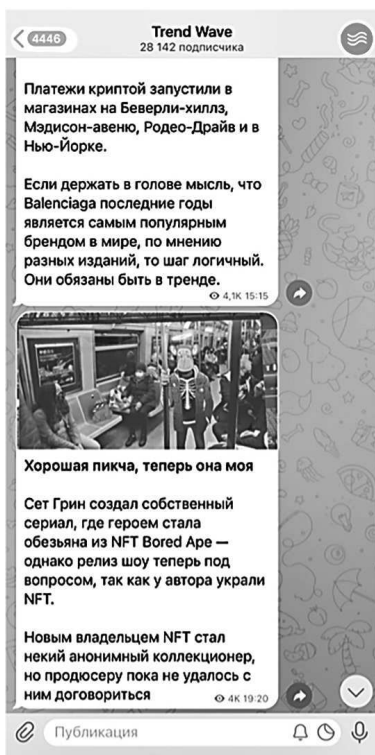 4446
Trend Wave
28 142 подписчика
Платежи криптой запустили в
магазинах на Беверли-хиллз,
Мэдисон-авеню, Родео-Драйв и в
Нью-Йорке.
Если держать в голове мысль, что
Balenciaga последние годы
является самым популярным
брендом в мире, по мнению
разных изданий, то шаг логичный.
Они обязаны быть в тренде.
4,1K 15:15
Хорошая пикча, теперь она моя
Сет Грин создал собственный
сериал, где героем стала
обезьяна из NFT Bored Ape —
однако релиз шоу теперь под
вопросом, так как у автора украли
NFT.
Новым владельцем NFT стал
некий анонимный коллекционер,
но продюсеру пока не удалось с
ним договориться
4K 19:20
Публикация